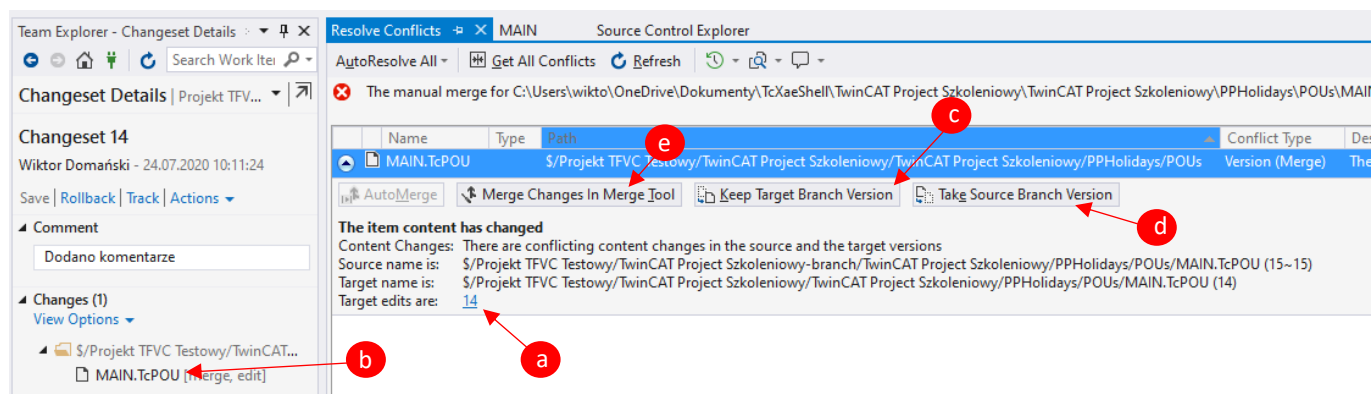 Team Explorer - Changeset Details
Search Work Iter
Changeset Details | Projekt TFV...
Changeset 14
Wiktor Domański - 24.07.2020 10:11:24
Save | Rollback | Track | Actions
Comment
Dodano komentarze
Changes (1)
View Options
$/Projekt TFVC Testowy/TwinCAT...
MAIN.TcPOU [merge, edit]
b
Resolve Conflicts MAIN Source Control Explorer
AutoResolve All Get All Conflicts Refresh
The manual merge for C:\Users\wikto\OneDrive\Dokumenty\TcXaeShell\TwinCAT Project Szkoleniowy\TwinCAT Project Szkoleniowy\PPHolidays\POUs\MAIN
c
e
Name Type Path Conflict Type Des
MAIN.TcPOU $/Projekt TFVC Testowy/TwinCAT Project Szkoleniowy/TwinCAT Project Szkoleniowy/PPHolidays/POUs Version (Merge) The
AutoMerge Merge Changes In Merge Tool Keep Target Branch Version Take Source Branch Version
d
The item content has changed
Content Changes: There are conflicting content changes in the source and the target versions
Source name is: $/Projekt TFVC Testowy/TwinCAT Project Szkoleniowy-branch/TwinCAT Project Szkoleniowy/PPHolidays/POUs/MAIN.TcPOU (15~15)
Target name is: $/Projekt TFVC Testowy/TwinCAT Project Szkoleniowy/TwinCAT Project Szkoleniowy/PPHolidays/POUs/MAIN.TcPOU (14)
Target edits are: 14
a